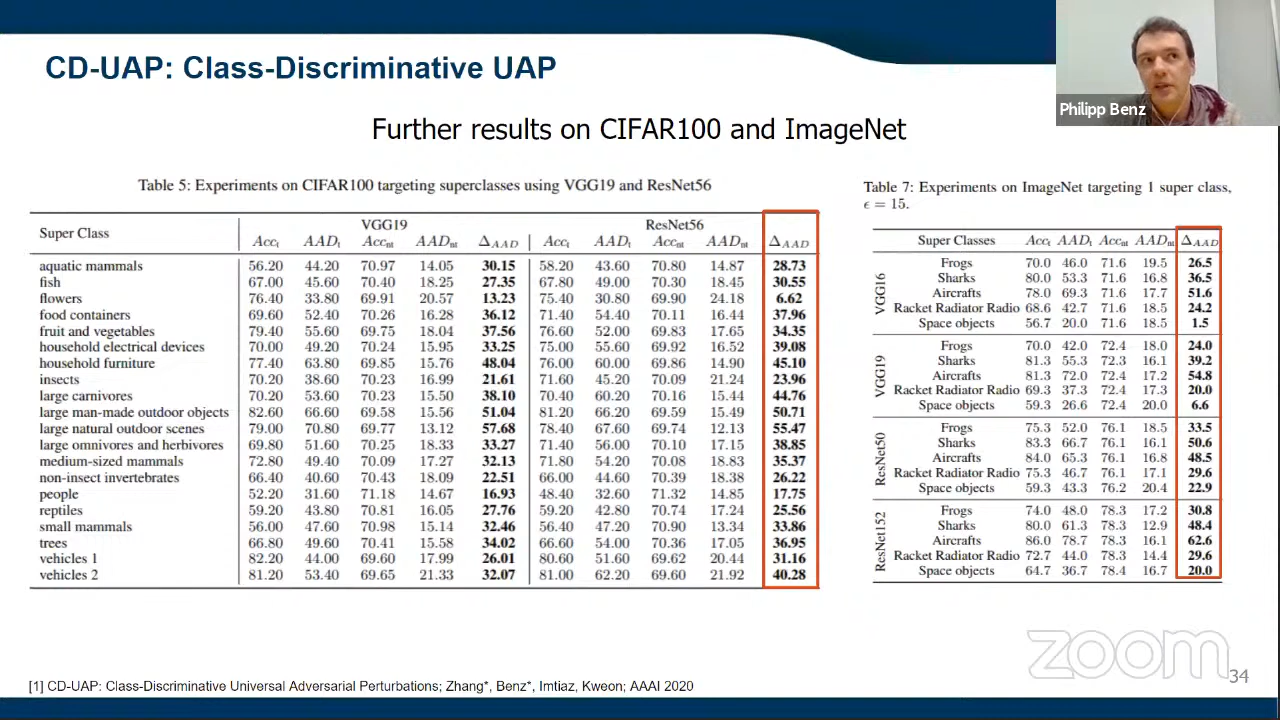 CD-UAP: Class-Discriminative UAP
Philipp Benz
Further results on CIFAR100 and ImageNet
Table 5: Experiments on CIFAR100 targeting superclasses using VGG19 and ResNet56
Super Class VGG19 ResNet56
Acc_t AAD_t Acc_nt AAD_nt Δ_AAD Acc_t AAD_t Acc_nt AAD_nt Δ_AAD
aquatic mammals 56.20 44.20 70.97 14.05 30.15 58.20 43.60 70.80 14.87 28.73
fish 67.00 45.60 70.40 18.25 27.35 67.80 49.00 70.30 18.45 30.55
flowers 76.40 33.80 69.91 20.57 13.23 75.40 30.80 69.90 24.18 6.62
food containers 69.60 52.40 70.26 16.28 36.12 71.40 54.40 70.11 16.44 37.96
fruit and vegetables 79.40 55.60 69.75 18.04 37.56 76.60 52.00 69.83 17.65 34.35
household electrical devices 70.00 49.20 70.24 15.95 33.25 75.00 55.60 69.92 16.52 39.08
household furniture 77.40 63.80 69.85 15.76 48.04 76.00 60.00 69.86 14.90 45.10
insects 70.20 38.60 70.23 16.99 21.61 71.60 45.20 70.09 21.24 23.96
large carnivores 70.20 53.60 70.23 15.50 38.10 70.40 60.20 70.16 15.44 44.76
large man-made outdoor objects 82.60 66.60 69.58 15.56 51.04 81.20 66.20 69.59 15.49 50.71
large natural outdoor scenes 79.00 70.80 69.77 13.12 57.68 78.40 67.60 69.74 12.13 55.47
large omnivores and herbivores 69.80 51.60 70.25 18.33 33.27 71.40 56.00 70.10 17.15 38.85
medium-sized mammals 72.80 49.40 70.09 17.27 32.13 71.80 54.20 70.08 18.83 35.37
non-insect invertebrates 66.40 40.60 70.43 18.09 22.51 66.00 44.60 70.39 18.38 26.22
people 52.20 31.60 71.18 14.67 16.93 48.40 32.60 71.32 14.85 17.75
reptiles 59.20 43.80 70.81 16.05 27.76 59.20 42.80 70.74 17.24 25.56
small mammals 56.00 47.60 70.98 15.14 32.46 56.40 47.20 70.90 13.34 33.86
trees 66.80 49.60 70.41 15.58 34.02 66.60 54.00 70.36 17.05 36.95
vehicles 1 82.20 44.00 69.60 17.99 26.01 80.60 51.60 69.62 20.44 31.16
vehicles 2 81.20 53.40 69.65 21.33 32.07 81.00 62.20 69.60 21.92 40.28
Table 7: Experiments on ImageNet targeting 1 super class,
ϵ = 15.
Super Classes Acc_t AAD_t Acc_nt AAD_nt Δ_AAD
VGG16
Frogs 70.0 46.0 71.6 19.5 26.5
Sharks 80.0 53.3 71.6 16.8 36.5
Aircrafts 78.0 69.3 71.6 17.7 51.6
Racket Radiator Radio 68.6 42.7 71.6 18.5 24.2
Space objects 56.7 20.0 71.6 18.5 1.5
VGG19
Frogs 70.0 42.0 72.4 18.0 24.0
Sharks 81.3 55.3 72.3 16.1 39.2
Aircrafts 81.3 72.0 72.4 17.2 54.8
Racket Radiator Radio 69.3 37.3 72.4 17.3 20.0
Space objects 59.3 26.6 72.4 20.0 6.6
ResNet50
Frogs 75.3 52.0 76.1 18.5 33.5
Sharks 83.3 66.7 76.1 16.1 50.6
Aircrafts 84.0 65.3 76.1 16.8 48.5
Racket Radiator Radio 75.3 46.7 76.1 17.1 29.6
Space objects 59.3 43.3 76.2 20.4 22.9
ResNet152
Frogs 74.0 48.0 78.3 17.2 30.8
Sharks 80.0 61.3 78.3 12.9 48.4
Aircrafts 86.0 78.7 78.3 16.1 62.6
Racket Radiator Radio 72.7 44.0 78.3 14.4 29.6
Space objects 64.7 36.7 78.4 16.7 20.0
zoom
34
[1] CD-UAP: Class-Discriminative Universal Adversarial Perturbations; Zhang*, Benz*, Imtiaz, Kweon; AAAI 2020